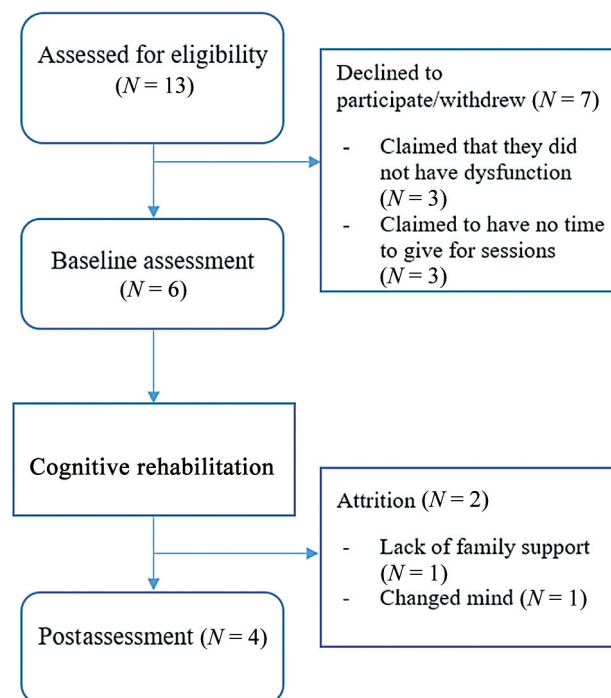 Assessed for eligibility
(N = 13)
Declined to
participate/withdrew (N = 7)
- Claimed that they did
not have dysfunction
(N = 3)
- Claimed to have no time
to give for sessions
(N = 3)
Baseline assessment
(N = 6)
Cognitive rehabilitation
Attrition (N = 2)
- Lack of family support
(N = 1)
- Changed mind (N = 1)
Postassessment (N = 4)